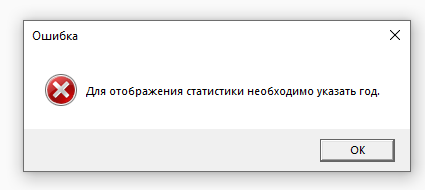 Ошибка
Для отображения статистики необходимо указать год.
OK